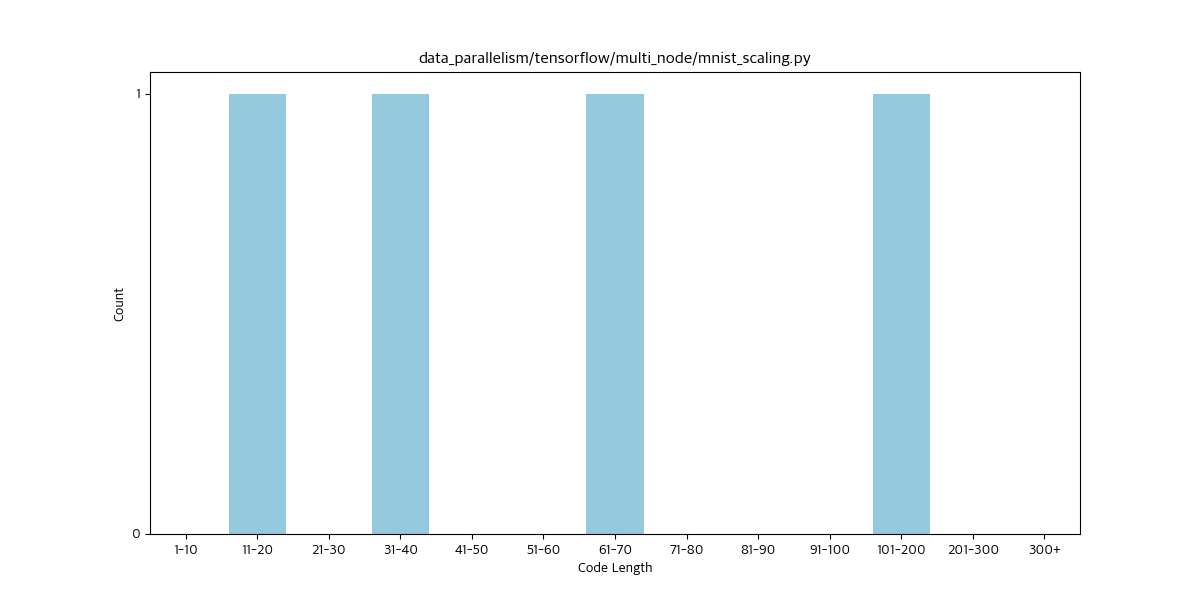 data_parallelism/tensorflow/multi_node/mnist_scaling.py
1
Count
0
1-10 11-20 21-30 31-40 41-50 51-60 61-70 71-80 81-90 91-100 101-200 201-300 300+
Code Length